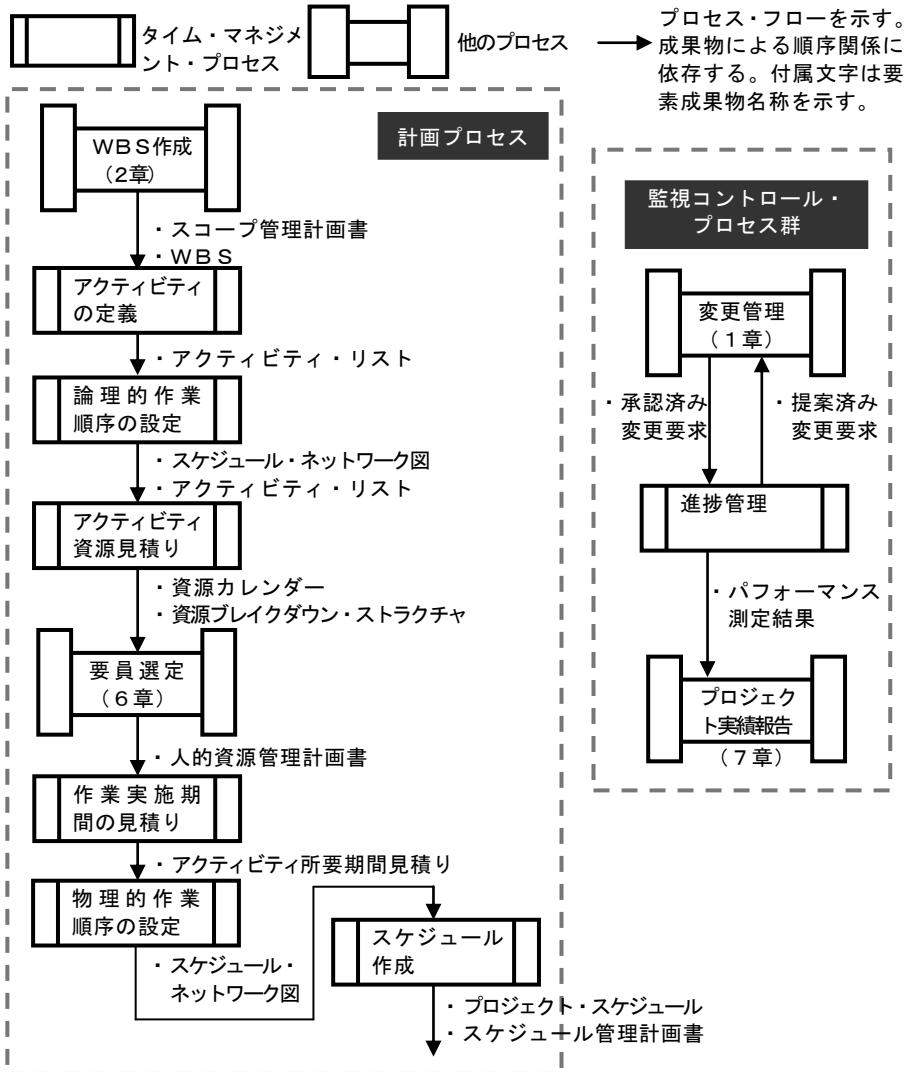 タイム・マネジメ
ント・プロセス
他のプロセス
プロセス・フローを示す。
成果物による順序関係に
依存する。付属文字は要
素成果物名称を示す。
計画プロセス
WBS作成
(2章)
・スコープ管理計画書
・WBS
アクティビティ
の定義
・アクティビティ・リスト
論理的作業
順序の設定
・スケジュール・ネットワーク図
・アクティビティ・リスト
アクティビティ
資源見積り
・資源カレンダー
・資源ブレイクダウン・ストラクチャ
要員選定
(6章)
・人的資源管理計画書
作業実施期
間の見積り
・アクティビティ所要期間見積り
物理的作業
順序の設定
・スケジュール・
ネットワーク図
スケジュール
作成
・プロジェクト・スケジュール
・スケジュール管理計画書
監視コントロール・
プロセス群
変更管理
(1章)
・承認済み
変更要求
・提案済み
変更要求
進捗管理
・パフォーマンス
測定結果
プロジェク
ト実績報告
(7章)